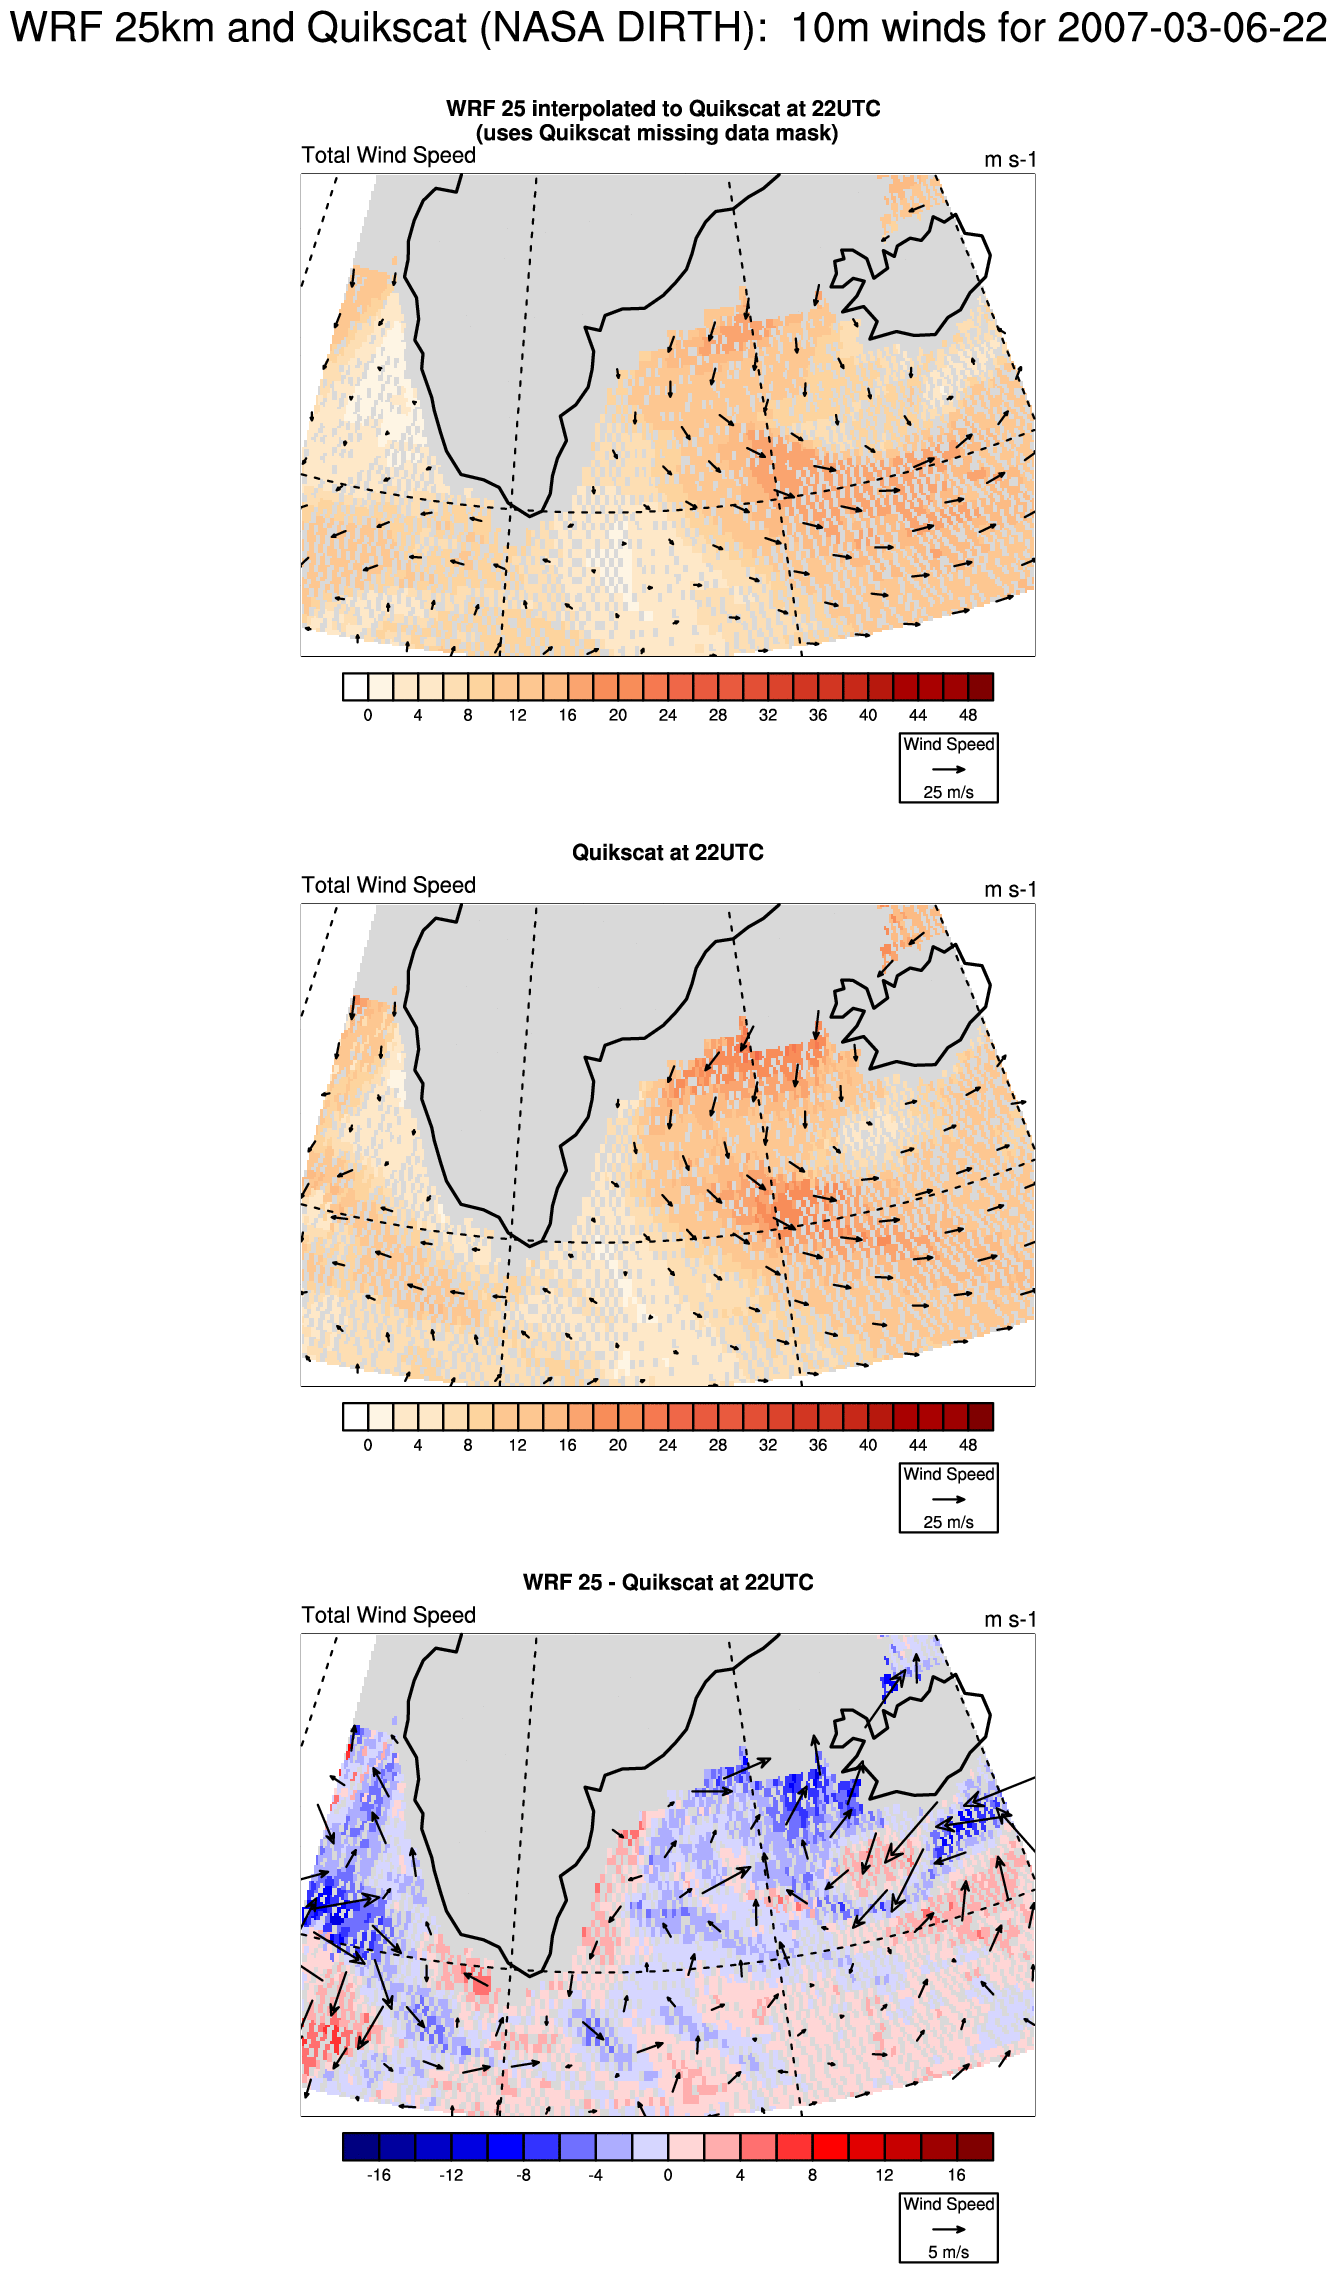 WRF 25km and Quikscat (NASA DIRTH):  10m winds for 2007-03-06-22
WRF 25 interpolated to Quikscat at 22UTC
(uses Quikscat missing data mask)
Total Wind Speed
m s-1
0 4 8 12 16 20 24 28 32 36 40 44 48
Wind Speed
25 m/s
Quikscat at 22UTC
Total Wind Speed
m s-1
0 4 8 12 16 20 24 28 32 36 40 44 48
Wind Speed
25 m/s
WRF 25 - Quikscat at 22UTC
Total Wind Speed
m s-1
-16 -12 -8 -4 0 4 8 12 16
Wind Speed
5 m/s